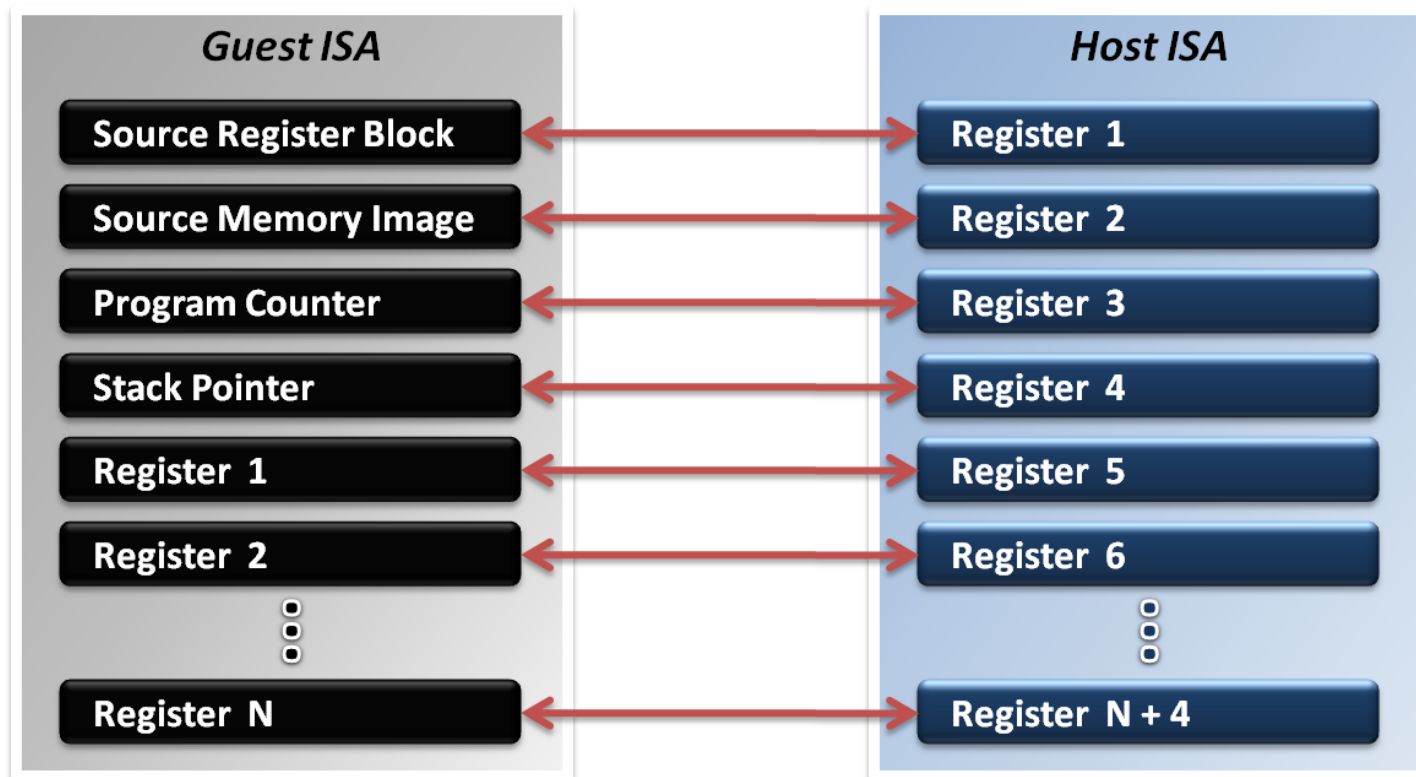 Guest ISA
Source Register Block
Source Memory Image
Program Counter
Stack Pointer
Register 1
Register 2
Register N
Host ISA
Register 1
Register 2
Register 3
Register 4
Register 5
Register 6
Register N + 4